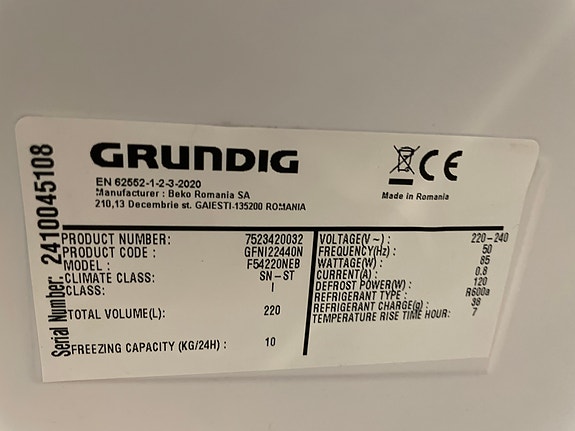 GRUNDIG
EN 62552-1-2-3-2020
Manufacturer : Beko Romania SA
210,13 Decembrie st. GAIESTI-135200 ROMANIA
CE
Made in Romania
Serial Number: 2410045108
PRODUCT NUMBER: 7523420032
PRODUCT CODE : GFNI22440N
MODEL : F54220NEB
CLIMATE CLASS: SN-ST
CLASS: I
TOTAL VOLUME(L): 220
FREEZING CAPACITY (KG/24H) : 10
VOLTAGE(V ~) : 220-240
FREQUENCY(Hz) : 50
WATTAGE(W) : 85
CURRENT(A) : 0.8
DEFROST POWER(W) : 120
REFRIGERANT TYPE : R600a
REFRIGERANT CHARGE(g) : 38
TEMPERATURE RISE TIME HOUR: 7